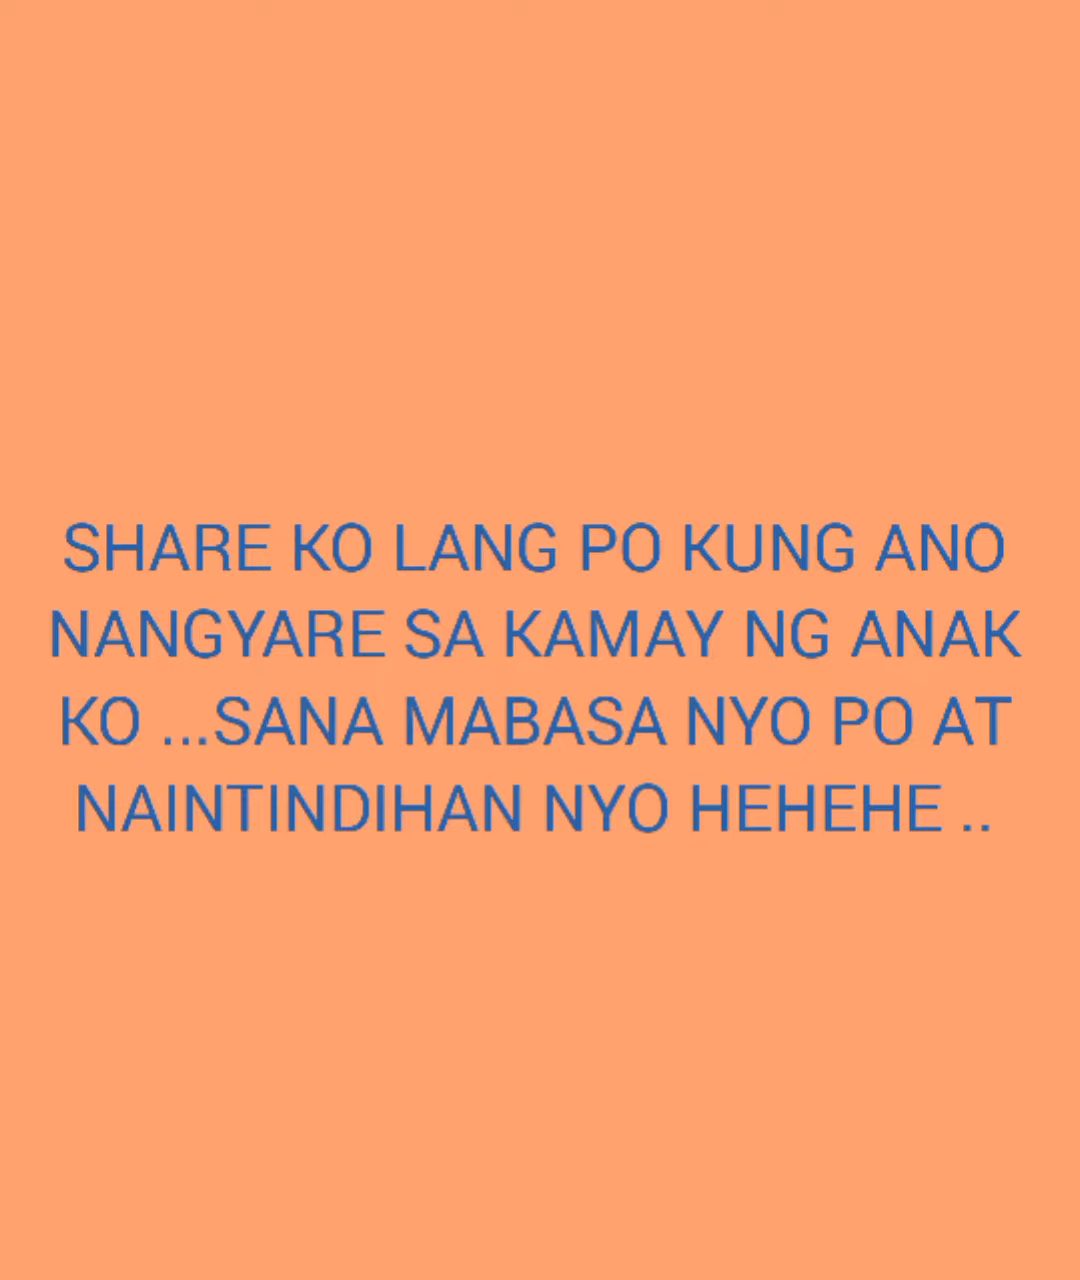 SHARE KO LANG PO KUNG ANO
NANGYARE SA KAMAY NG ANAK
KO ...SANA MABASA NYO PO AT
NAINTINDIHAN NYO HEHEHE ..